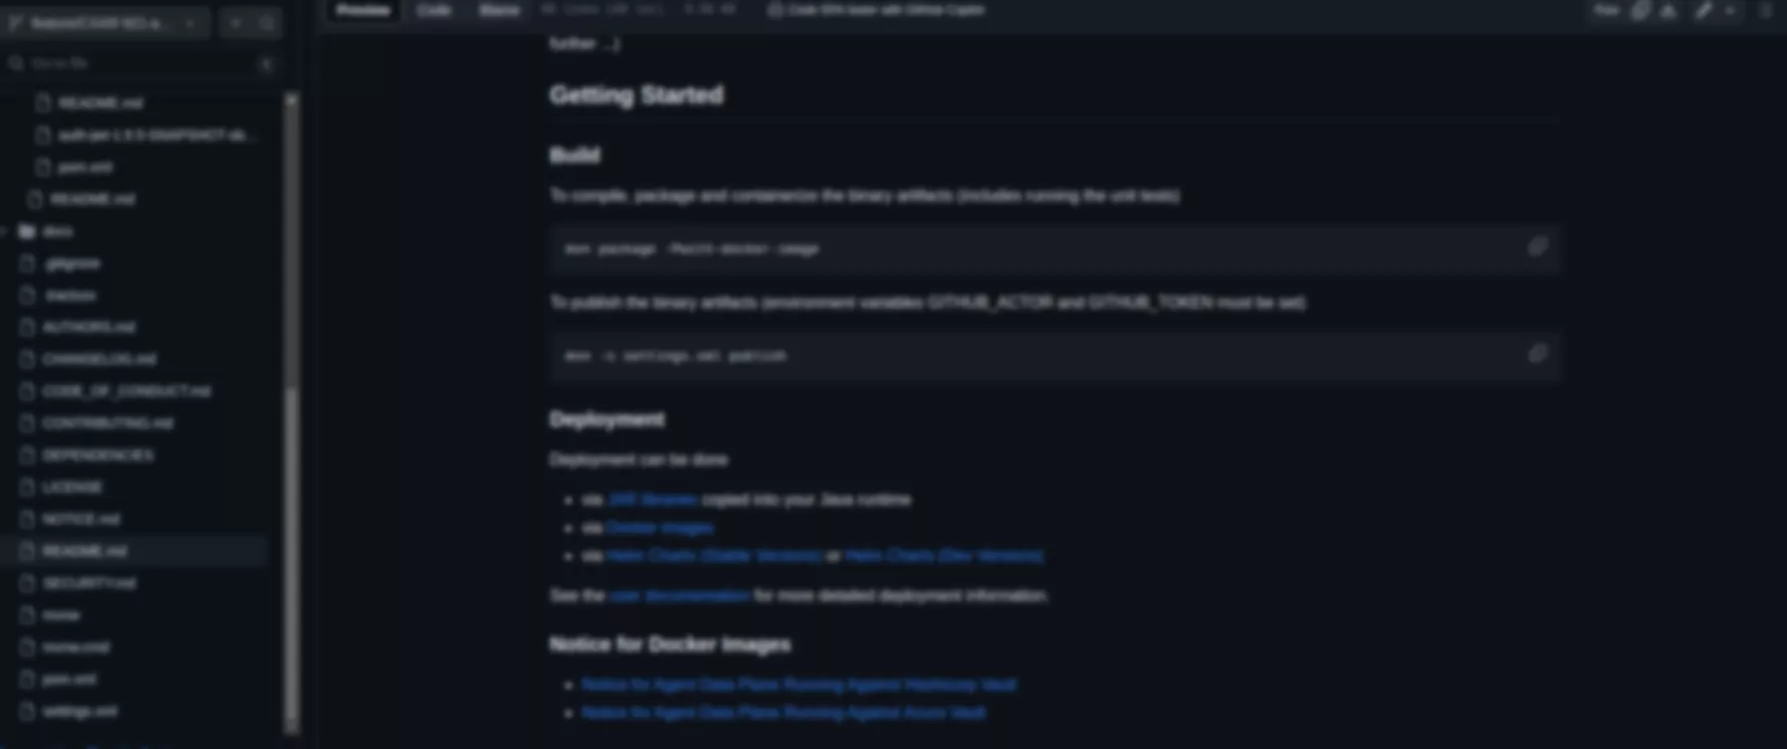 Preview Code Blame Code 55% faster with GitHub Copilot Raw
Go to file
further ...)
README.md
pom.xml
README.md
docs
.gitignore
AUTHORS.md
CHANGELOG.md
CODE_OF_CONDUCT.md
CONTRIBUTING.md
DEPENDENCIES
LICENSE
NOTICE.md
README.md
SECURITY.md
mvnw
mvnw.cmd
pom.xml
settings.xml
Getting Started
Build
To compile, package and containerize the binary artifacts (includes running the unit tests)
package -Pwith-docker-image
To publish the binary artifacts (environment variables GITHUB_ACTOR and GITHUB_TOKEN must be set)
-s settings.xml publish
Deployment
Deployment can be done
via JAR libraries copied into your Java runtime
via Docker images
via Helm Charts (Stable Versions) or Helm Charts (Dev Versions)
See the user documentation for more detailed deployment information.
Notice for Docker Images
Notice for Agent Data Plane Running Against Hashicorp Vault
Notice for Agent Data Plane Running Against Azure Vault